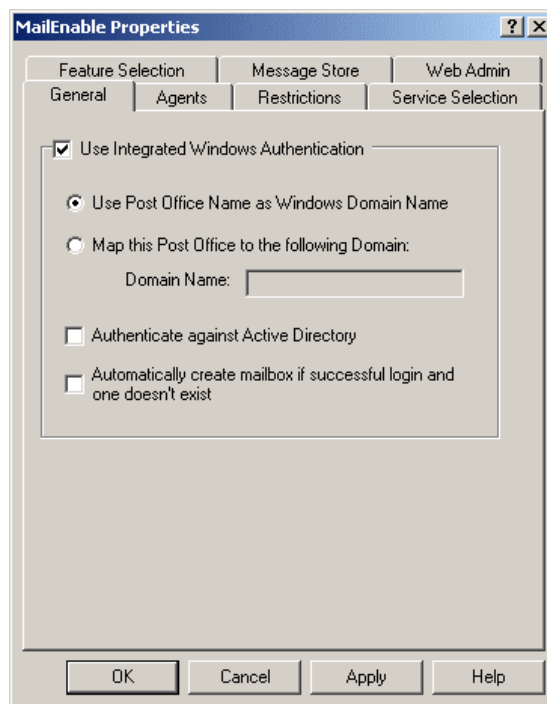 MailEnable Properties
Feature Selection
Message Store
Web Admin
General
Agents
Restrictions
Service Selection
Use Integrated Windows Authentication
Use Post Office Name as Windows Domain Name
Map this Post Office to the following Domain:
Domain Name:
Authenticate against Active Directory
Automatically create mailbox if successful login and
one doesn't exist
OK
Cancel
Apply
Help